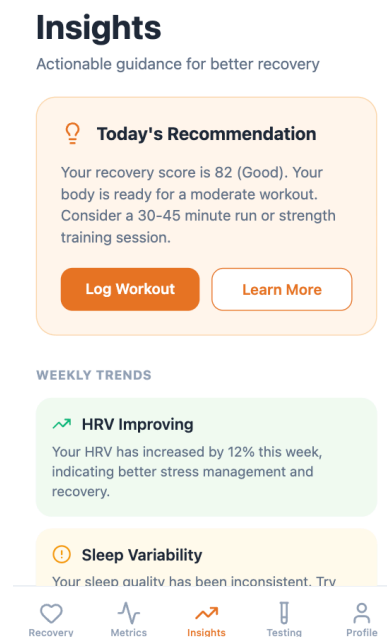 Insights
Actionable guidance for better recovery
Today's Recommendation
Your recovery score is 82 (Good). Your
body is ready for a moderate workout.
Consider a 30-45 minute run or strength
training session.
Log Workout
Learn More
WEEKLY TRENDS
HRV Improving
Your HRV has increased by 12% this week,
indicating better stress management and
recovery.
Sleep Variability
Your sleep quality has been inconsistent. Try
Recovery
Metrics
Insights
Testing
Profile